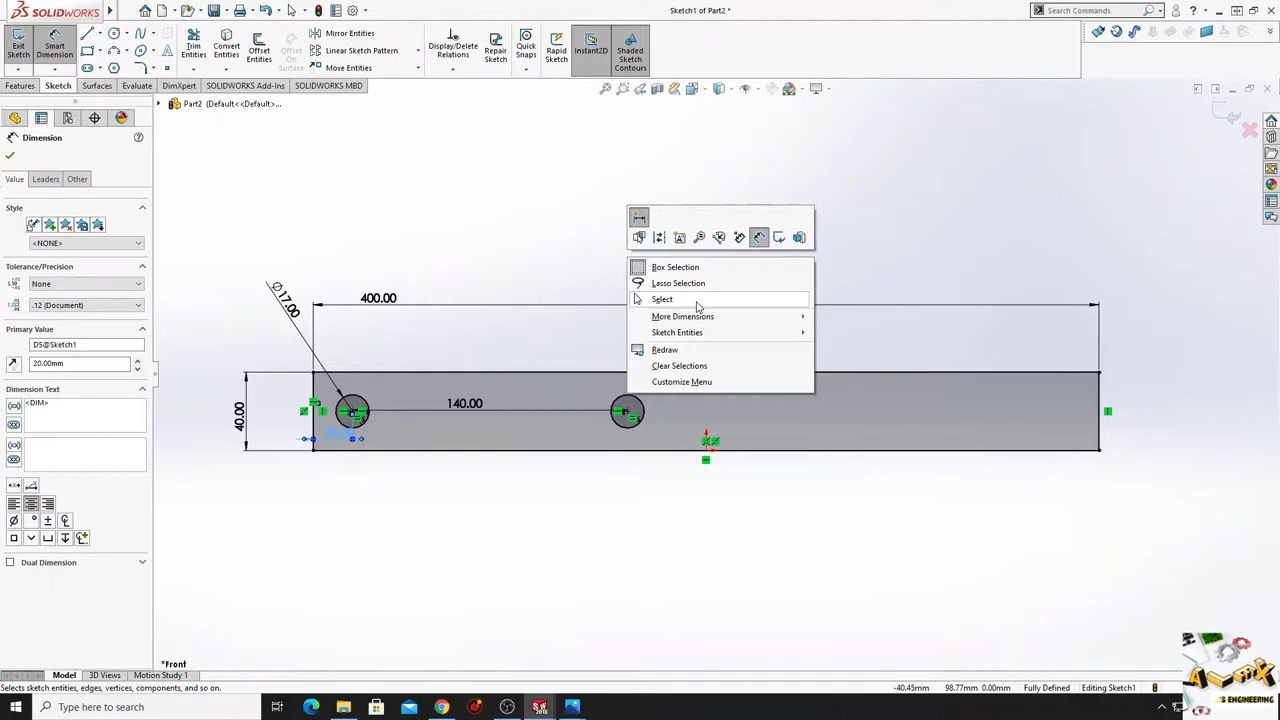 SOLIDWORKS
Sketch1 of Part2 *
Search Commands
Exit Sketch
Smart Dimension
Trim Entities
Convert Entities
Offset Entities
Offset On Surface
Mirror Entities
Linear Sketch Pattern
Move Entities
Display/Delete Relations
Repair Sketch
Quick Snaps
Rapid Sketch
Instant2D
Shaded Sketch Contours
Features
Sketch
Surfaces
Evaluate
DimXpert
SOLIDWORKS Add-Ins
SOLIDWORKS MBD
Part2 (Default<<Default>...
Dimension
Value
Leaders
Other
Style
<NONE>
Tolerance/Precision
None
.12 (Document)
Primary Value
D5@Sketch1
20.00mm
Dimension Text
<DIM>
Dual Dimension
Box Selection
Lasso Selection
Select
More Dimensions
Sketch Entities
Redraw
Clear Selections
Customize Menu
∅17.00
400.00
140.00
40.00
*Front
Model
3D Views
Motion Study 1
Selects sketch entities, edges, vertices, components, and so on.
-40.45mm
98.77mm 0.00mm
Fully Defined
Editing Sketch1
Type here to search
'S ENGINEERING